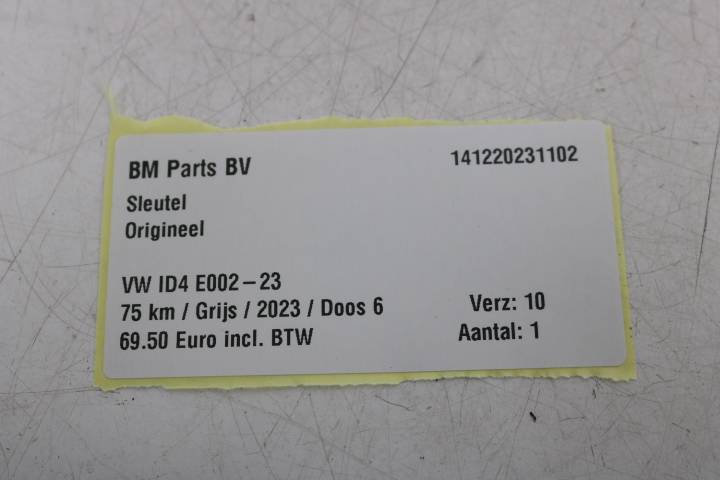 BM Parts BV 141220231102
Sleutel
Origineel
VW ID4 E002-23
75 km / Grijs / 2023 / Doos 6 Verz: 10
69.50 Euro incl. BTW Aantal: 1